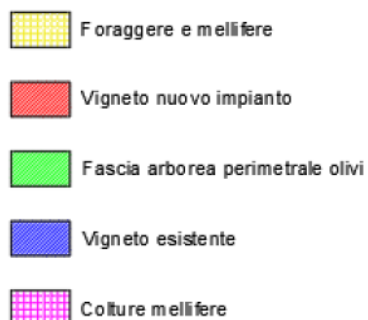 Foraggere e mellifere
Vigneto nuovo impianto
Fascia arborea perimetrale olivi
Vigneto esistente
Colture mellifere